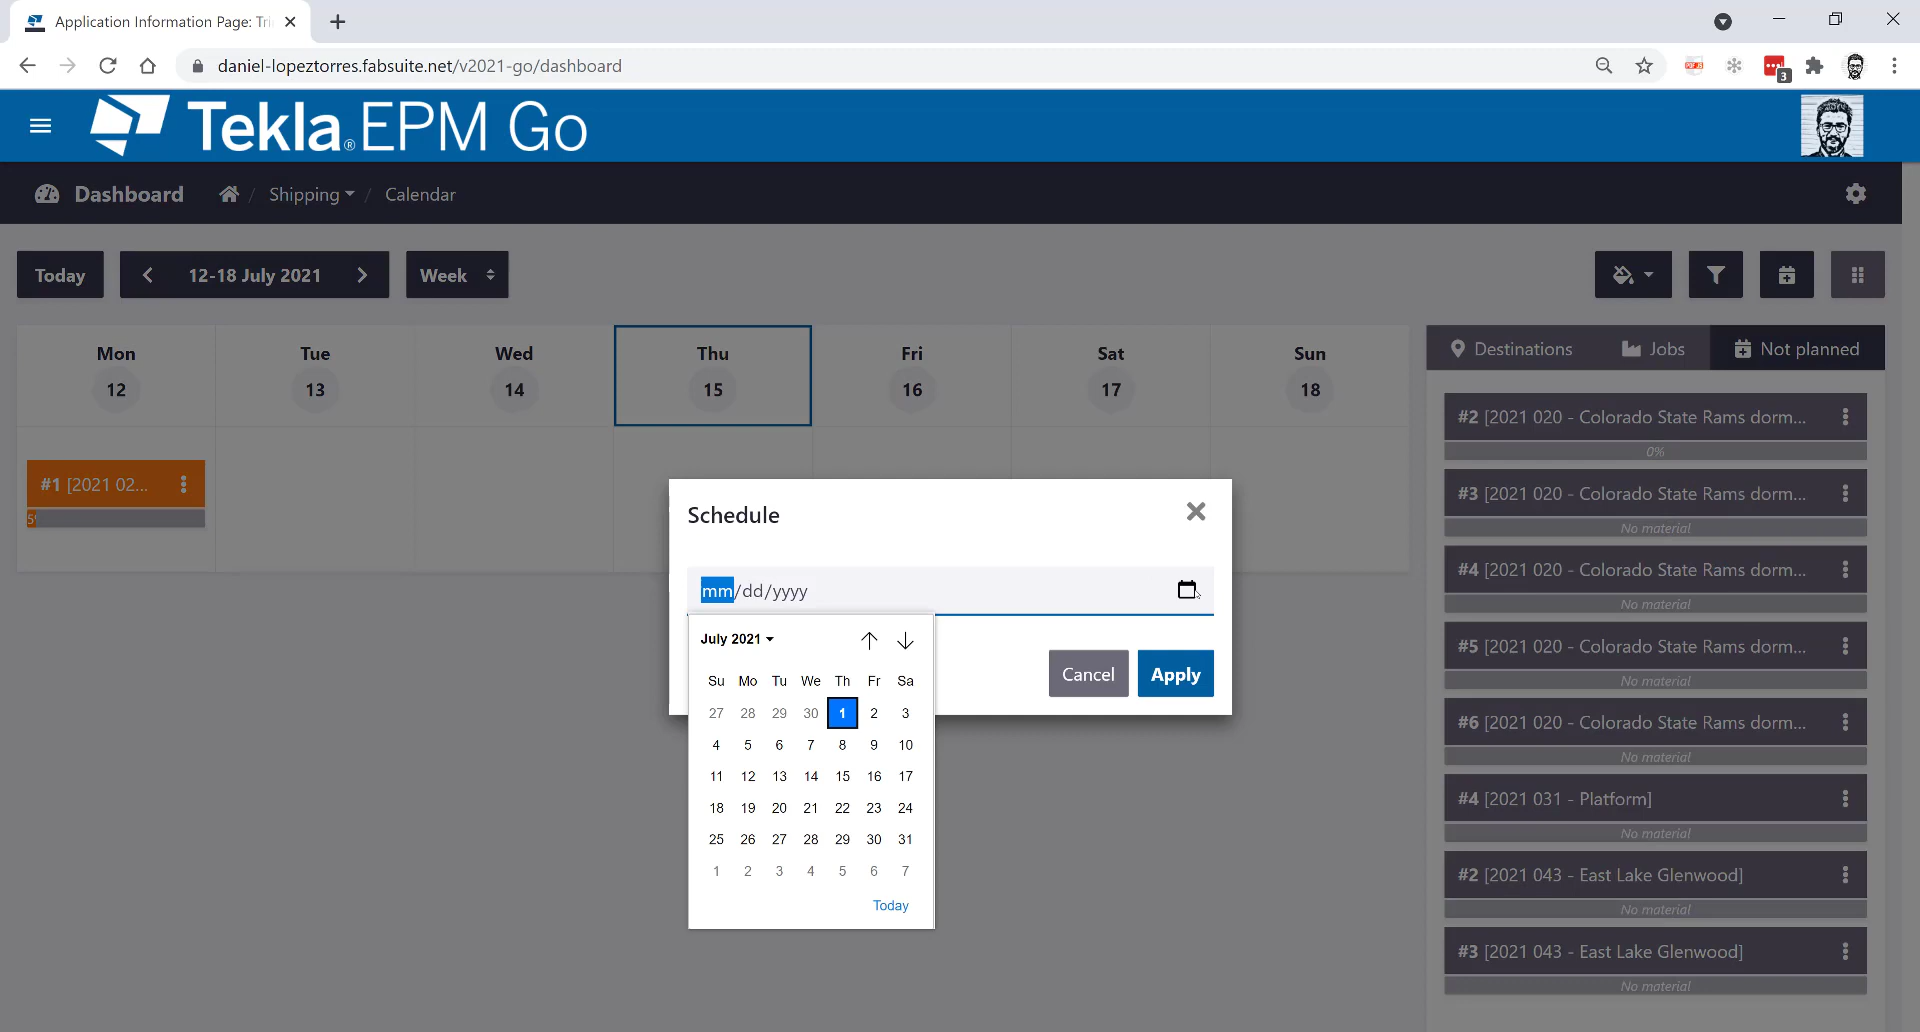 Application Information Page: Tri
daniel-lopeztorres.fabsuite.net/v2021-go/dashboard
3
Tekla® EPM Go
Dashboard / Shipping / Calendar
Today 12-18 July 2021 Week
Mon Tue Wed Thu Fri Sat Sun
12 13 14 15 16 17 18
Destinations Jobs Not planned
#1 [2021 02...
#2 [2021 020 - Colorado State Rams dorm...
0%
#3 [2021 020 - Colorado State Rams dorm...
No material
#4 [2021 020 - Colorado State Rams dorm...
No material
#5 [2021 020 - Colorado State Rams dorm...
No material
#6 [2021 020 - Colorado State Rams dorm...
No material
#4 [2021 031 - Platform]
No material
#2 [2021 043 - East Lake Glenwood]
No material
#3 [2021 043 - East Lake Glenwood]
No material
Schedule
mm/dd/yyyy
Cancel Apply
July 2021
Su Mo Tu We Th Fr Sa
27 28 29 30 1 2 3
4 5 6 7 8 9 10
11 12 13 14 15 16 17
18 19 20 21 22 23 24
25 26 27 28 29 30 31
1 2 3 4 5 6 7
Today